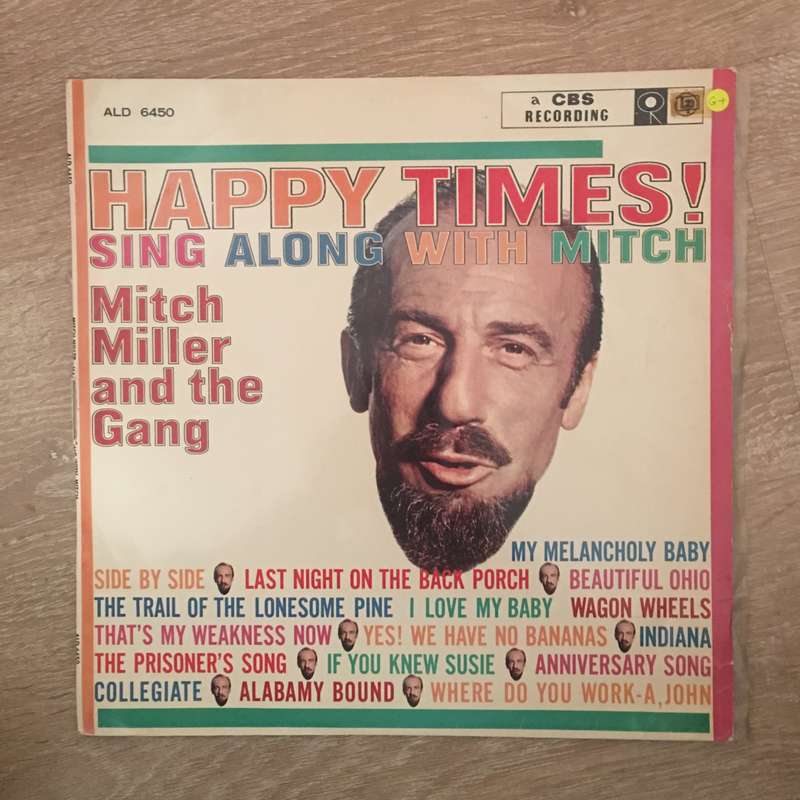 ALD 6450
a CBS
RECORDING
G+
HAPPY TIMES!
SING ALONG WITH MITCH
Mitch
Miller
and the
Gang
MY MELANCHOLY BABY
SIDE BY SIDE LAST NIGHT ON THE BACK PORCH BEAUTIFUL OHIO
THE TRAIL OF THE LONESOME PINE I LOVE MY BABY WAGON WHEELS
THAT'S MY WEAKNESS NOW YES! WE HAVE NO BANANAS INDIANA
THE PRISONER'S SONG IF YOU KNEW SUSIE ANNIVERSARY SONG
COLLEGIATE ALABAMY BOUND WHERE DO YOU WORK-A, JOHN